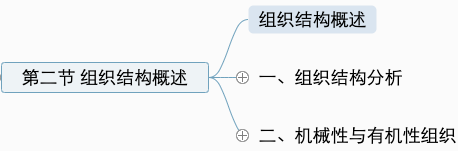 组织结构概述
第二节 组织结构概述
一、组织结构分析
二、机械性与有机性组织